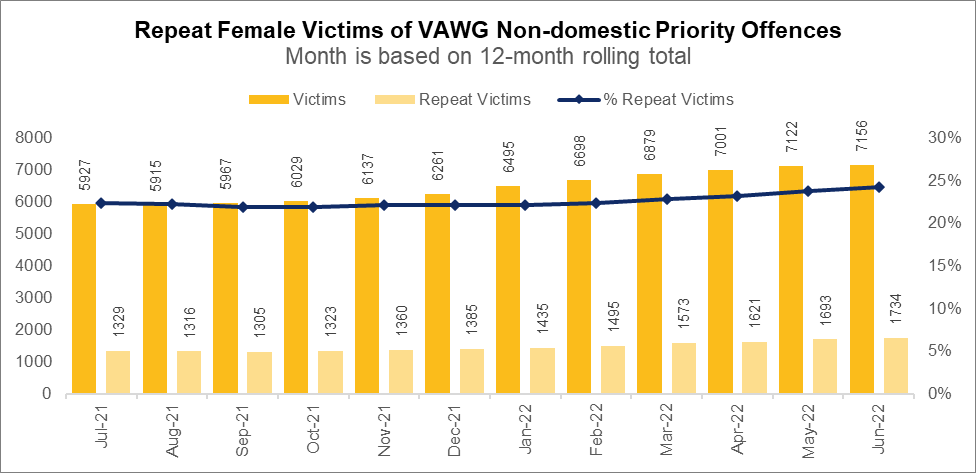 Repeat Female Victims of VAWG Non-domestic Priority Offences
Month is based on 12-month rolling total
Victims Repeat Victims % Repeat Victims
8000 7000 6000 5000 4000 3000 2000 1000 0
5927 5915 5967 6029 6137 6261 6495 6698 6879 7001 7122 7156
1329 1316 1305 1323 1360 1385 1435 1495 1573 1621 1693 1734
30% 25% 20% 15% 10% 5% 0%
Jul-21 Aug-21 Sep-21 Oct-21 Nov-21 Dec-21 Jan-22 Feb-22 Mar-22 Apr-22 May-22 Jun-22